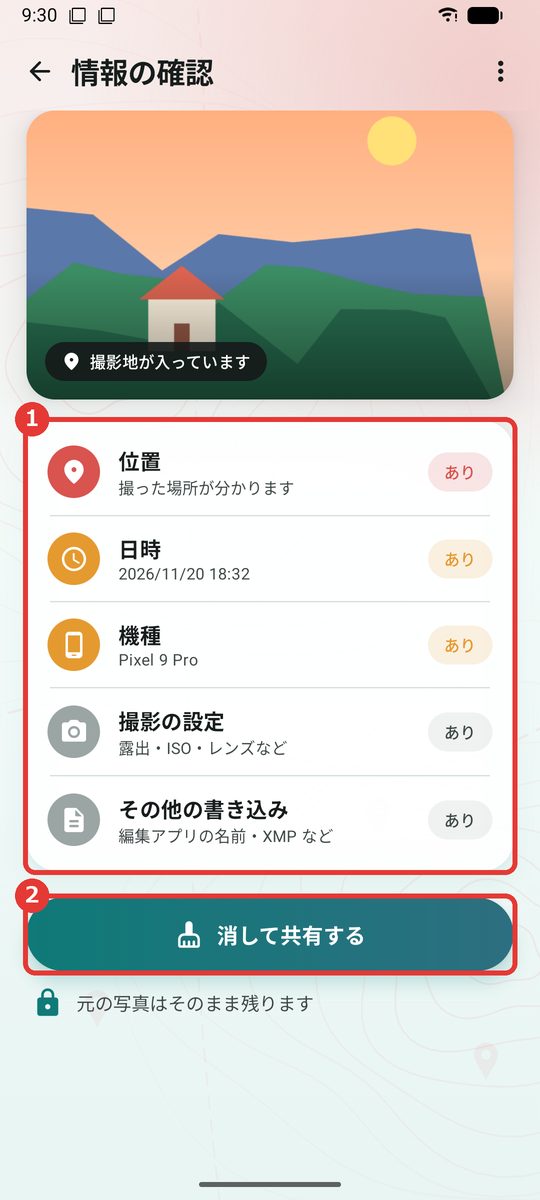 9:30
情報の確認
撮影地が入っています
1
位置
撮った場所が分かります
あり
日時
2026/11/20 18:32
あり
機種
Pixel 9 Pro
あり
撮影の設定
露出・ISO・レンズなど
あり
その他の書き込み
編集アプリの名前・XMP など
あり
2
消して共有する
元の写真はそのまま残ります